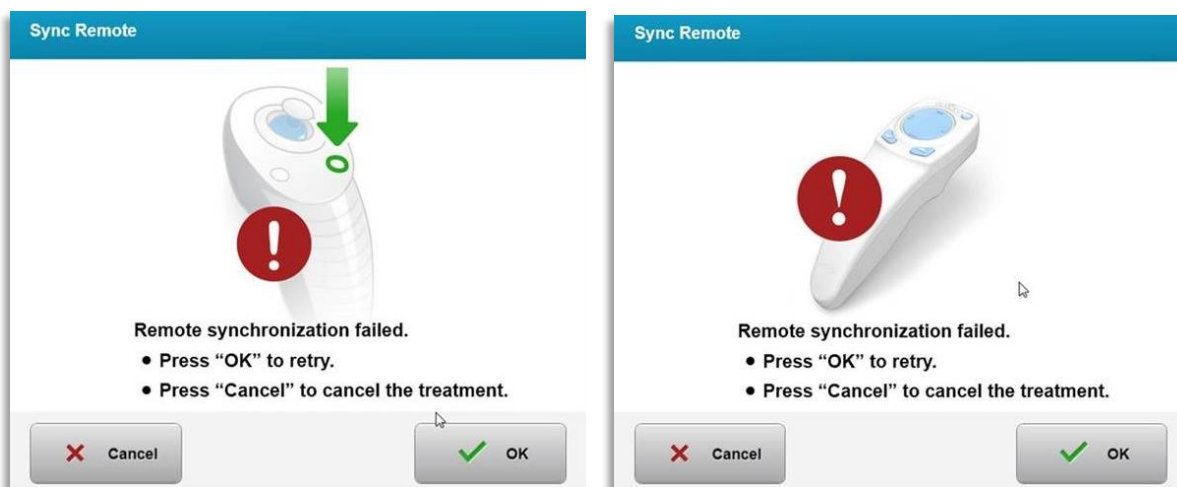 Sync Remote
Remote synchronization failed.
• Press “OK” to retry.
• Press “Cancel” to cancel the treatment.
Cancel
OK
Sync Remote
Remote synchronization failed.
• Press “OK” to retry.
• Press “Cancel” to cancel the treatment.
Cancel
OK